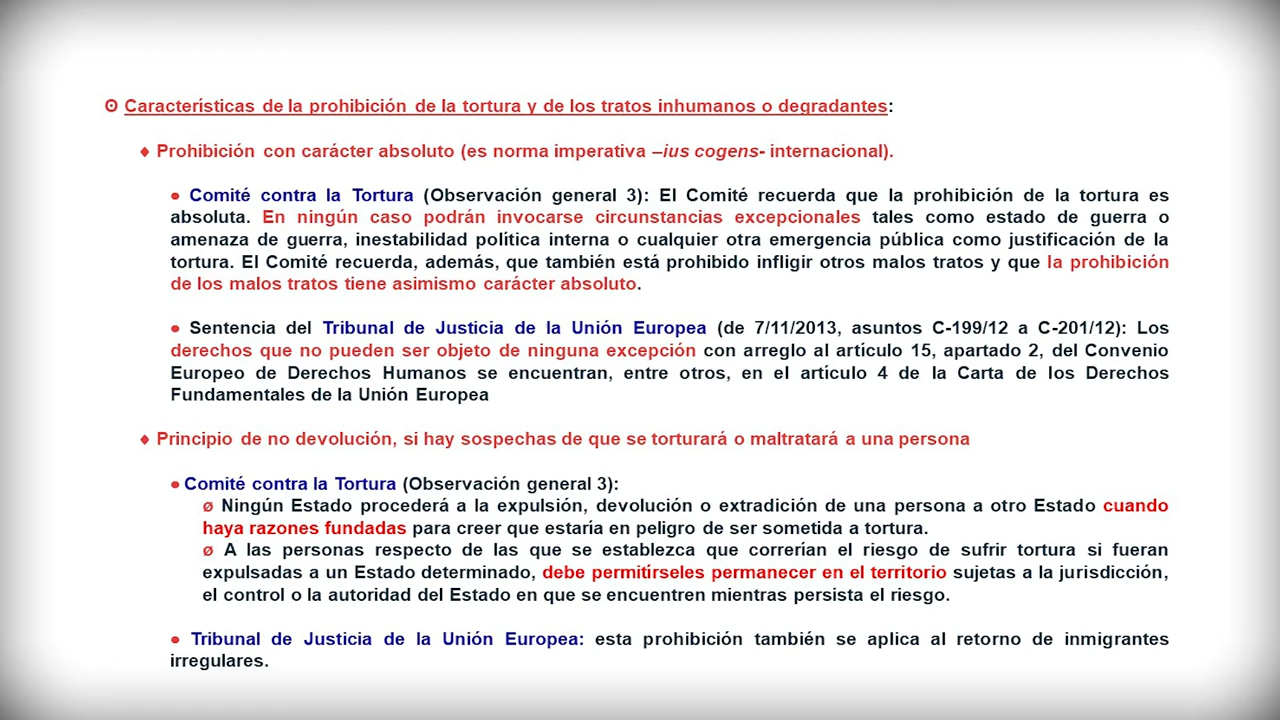 ʘ Características de la prohibición de la tortura y de los tratos inhumanos o degradantes:
♦ Prohibición con carácter absoluto (es norma imperativa –ius cogens- internacional).
● Comité contra la Tortura (Observación general 3): El Comité recuerda que la prohibición de la tortura es
absoluta. En ningún caso podrán invocarse circunstancias excepcionales tales como estado de guerra o
amenaza de guerra, inestabilidad política interna o cualquier otra emergencia pública como justificación de la
tortura. El Comité recuerda, además, que también está prohibido infligir otros malos tratos y que la prohibición
de los malos tratos tiene asimismo carácter absoluto.
● Sentencia del Tribunal de Justicia de la Unión Europea (de 7/11/2013, asuntos C-199/12 a C-201/12): Los
derechos que no pueden ser objeto de ninguna excepción con arreglo al artículo 15, apartado 2, del Convenio
Europeo de Derechos Humanos se encuentran, entre otros, en el artículo 4 de la Carta de los Derechos
Fundamentales de la Unión Europea
♦ Principio de no devolución, si hay sospechas de que se torturará o maltratará a una persona
● Comité contra la Tortura (Observación general 3):
ø Ningún Estado procederá a la expulsión, devolución o extradición de una persona a otro Estado cuando
haya razones fundadas para creer que estaría en peligro de ser sometida a tortura.
ø A las personas respecto de las que se establezca que correrían el riesgo de sufrir tortura si fueran
expulsadas a un Estado determinado, debe permitírseles permanecer en el territorio sujetas a la jurisdicción,
el control o la autoridad del Estado en que se encuentren mientras persista el riesgo.
● Tribunal de Justicia de la Unión Europea: esta prohibición también se aplica al retorno de inmigrantes
irregulares.